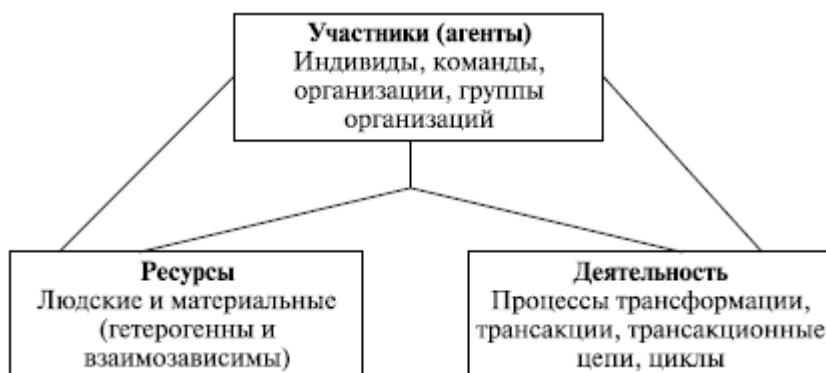 Участники (агенты)
Индивиды, команды,
организации, группы
организаций
Ресурсы
Людские и материальные
(гетерогенны и
взаимозависимы)
Деятельность
Процессы трансформации,
трансакции, трансакционные
цепи, циклы